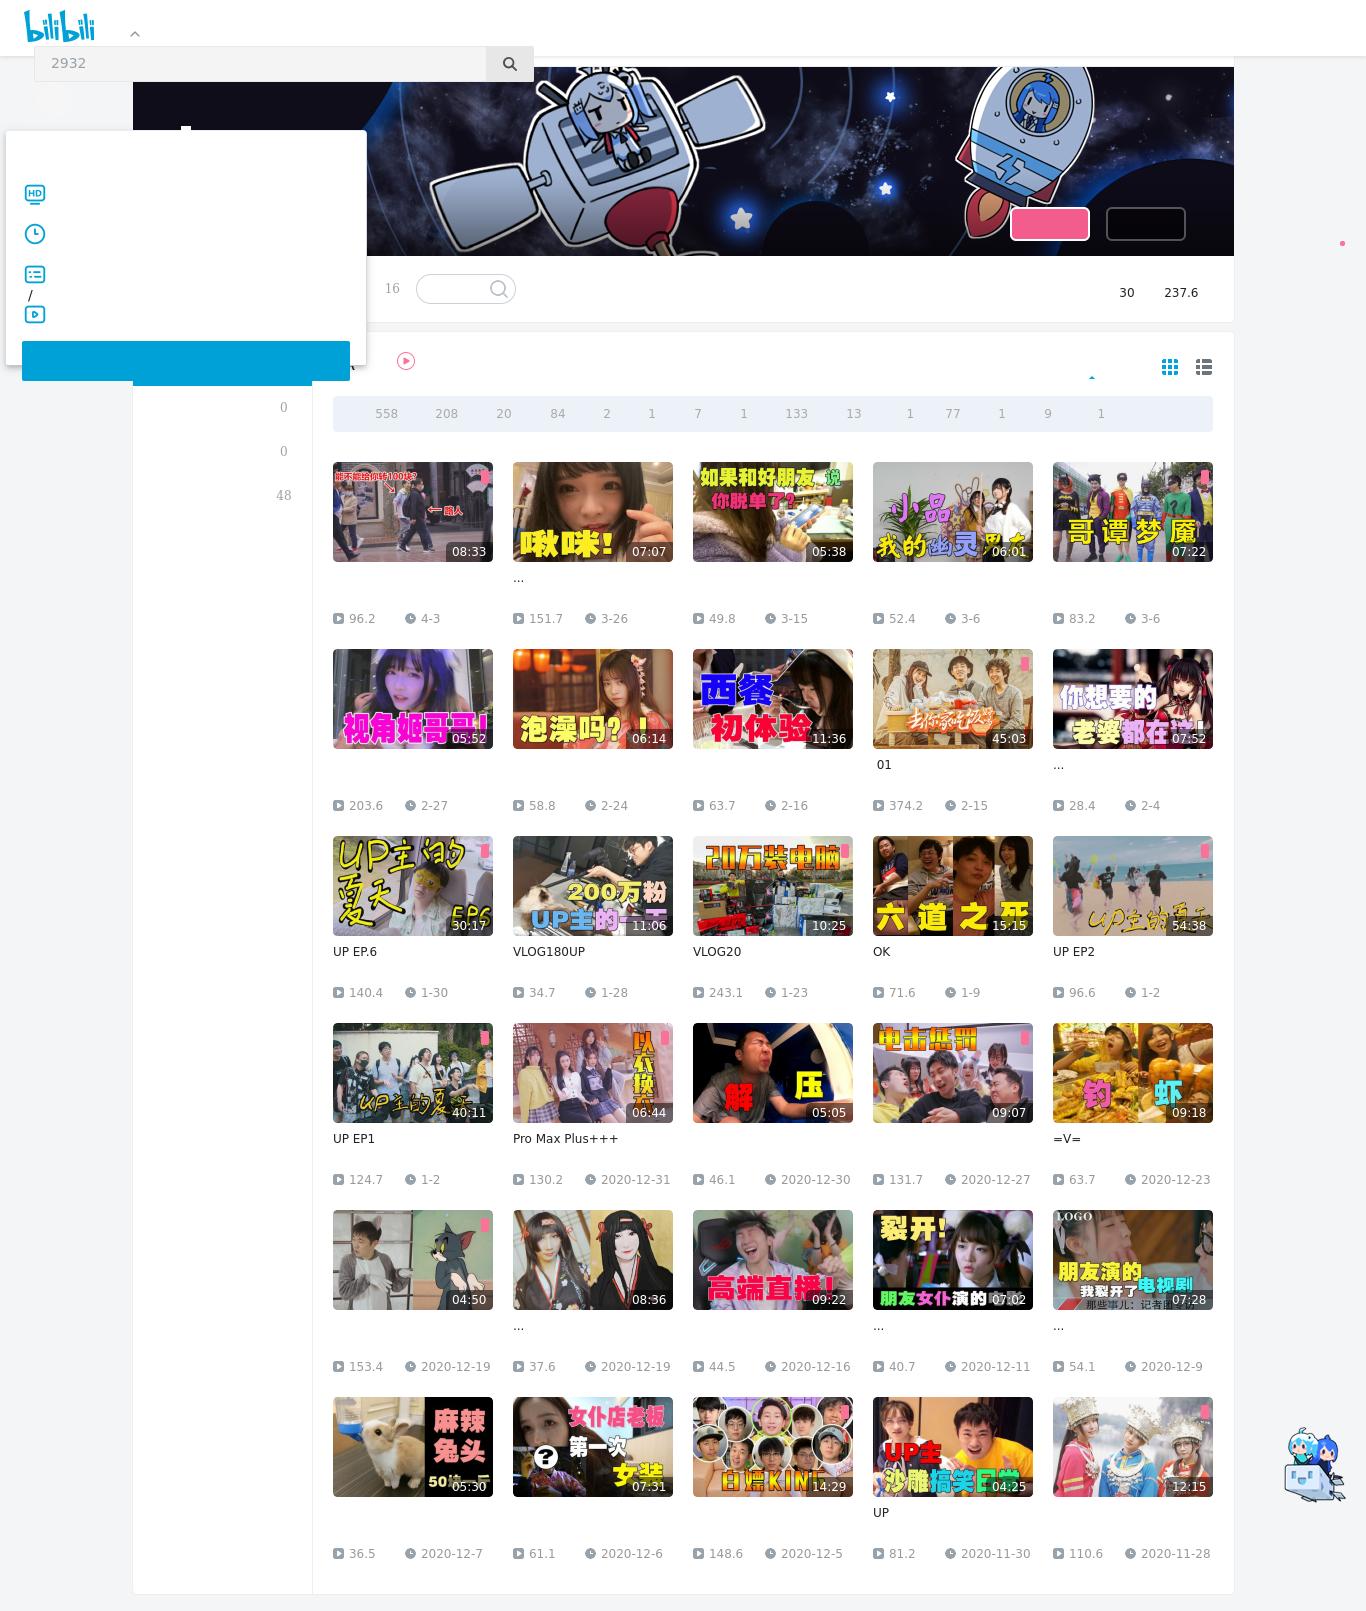 bilibili
2932
HD
/
16
30 237.6
0
558 208 20 84 2 1 7 1 133 13 1 77 1 9 1
0
48
能不能给你转100块?
路人
08:33
啾咪!
07:07
如果和好朋友说
你脱单了?
05:38
小品
我的幽灵
06:01
哥谭梦魇
07:22
...
96.2 4-3
151.7 3-26
49.8 3-15
52.4 3-6
83.2 3-6
视角姬哥哥!
05:52
泡澡吗?!
06:14
西餐
初体验
11:36
去你家吃饭
45:03
你想要的
老婆都在这!
07:52
01
...
203.6 2-27
58.8 2-24
63.7 2-16
374.2 2-15
28.4 2-4
UP主的
夏天
EP6
30:17
200万粉
UP主的一天
11:06
20万装电脑
10:25
六道之死
15:15
UP主的夏天
54:38
UP EP.6
VLOG180UP
VLOG20
OK
UP EP2
140.4 1-30
34.7 1-28
243.1 1-23
71.6 1-9
96.6 1-2
UP主的夏天
40:11
以衣换衣
06:44
解压
05:05
电击惩罚
09:07
钓虾
09:18
UP EP1
Pro Max Plus+++
=V=
124.7 1-2
130.2 2020-12-31
46.1 2020-12-30
131.7 2020-12-27
63.7 2020-12-23
04:50
08:36
高端直播!
09:22
裂开!
朋友女仆演的
07:02
LOGO
朋友演的
电视剧
我裂开了
那些事儿:记者
07:28
...
...
...
153.4 2020-12-19
37.6 2020-12-19
44.5 2020-12-16
40.7 2020-12-11
54.1 2020-12-9
麻辣
兔头
50块一斤
05:30
女仆店老板
第一次
女装
?
07:31
白嫖KING
14:29
UP主
沙雕搞笑日常
04:25
12:15
UP
36.5 2020-12-7
61.1 2020-12-6
148.6 2020-12-5
81.2 2020-11-30
110.6 2020-11-28